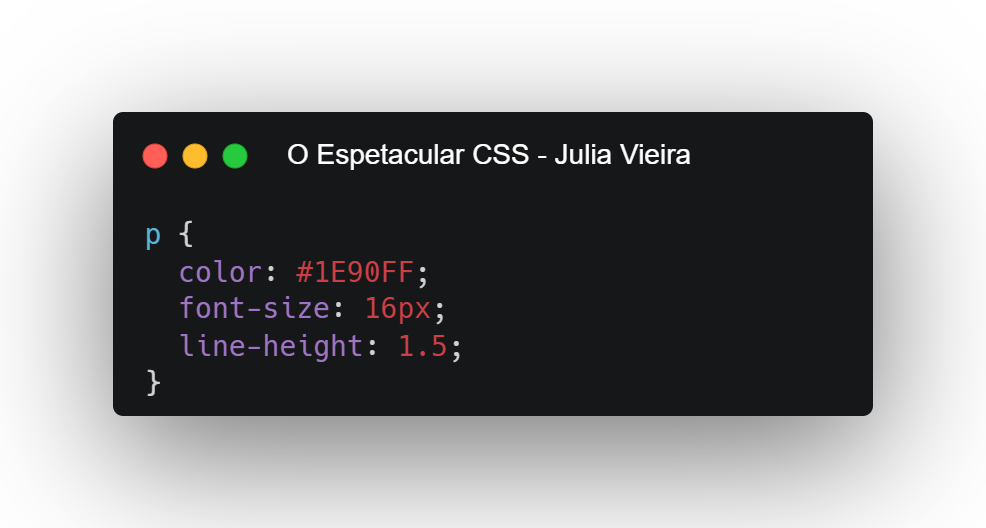 O Espetacular CSS - Julia Vieira
p {
  color: #1E90FF;
  font-size: 16px;
  line-height: 1.5;
}